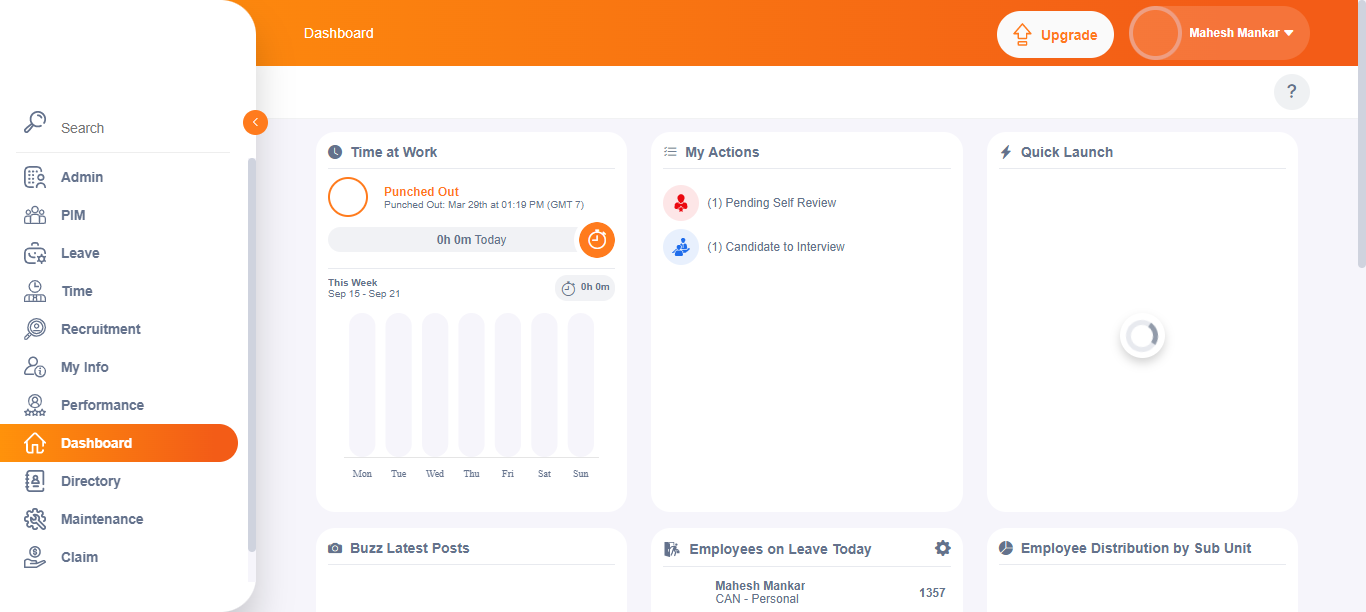 Dashboard
Upgrade
Mahesh Mankar
?
Search
Admin
PIM
Leave
Time
Recruitment
My Info
Performance
Dashboard
Directory
Maintenance
Claim
Time at Work
Punched Out
Punched Out: Mar 29th at 01:19 PM (GMT 7)
0h 0m Today
This Week
Sep 15 - Sep 21
0h 0m
Mon Tue Wed Thu Fri Sat Sun
My Actions
(1) Pending Self Review
(1) Candidate to Interview
Quick Launch
Buzz Latest Posts
Employees on Leave Today
Mahesh Mankar
CAN - Personal
1357
Employee Distribution by Sub Unit